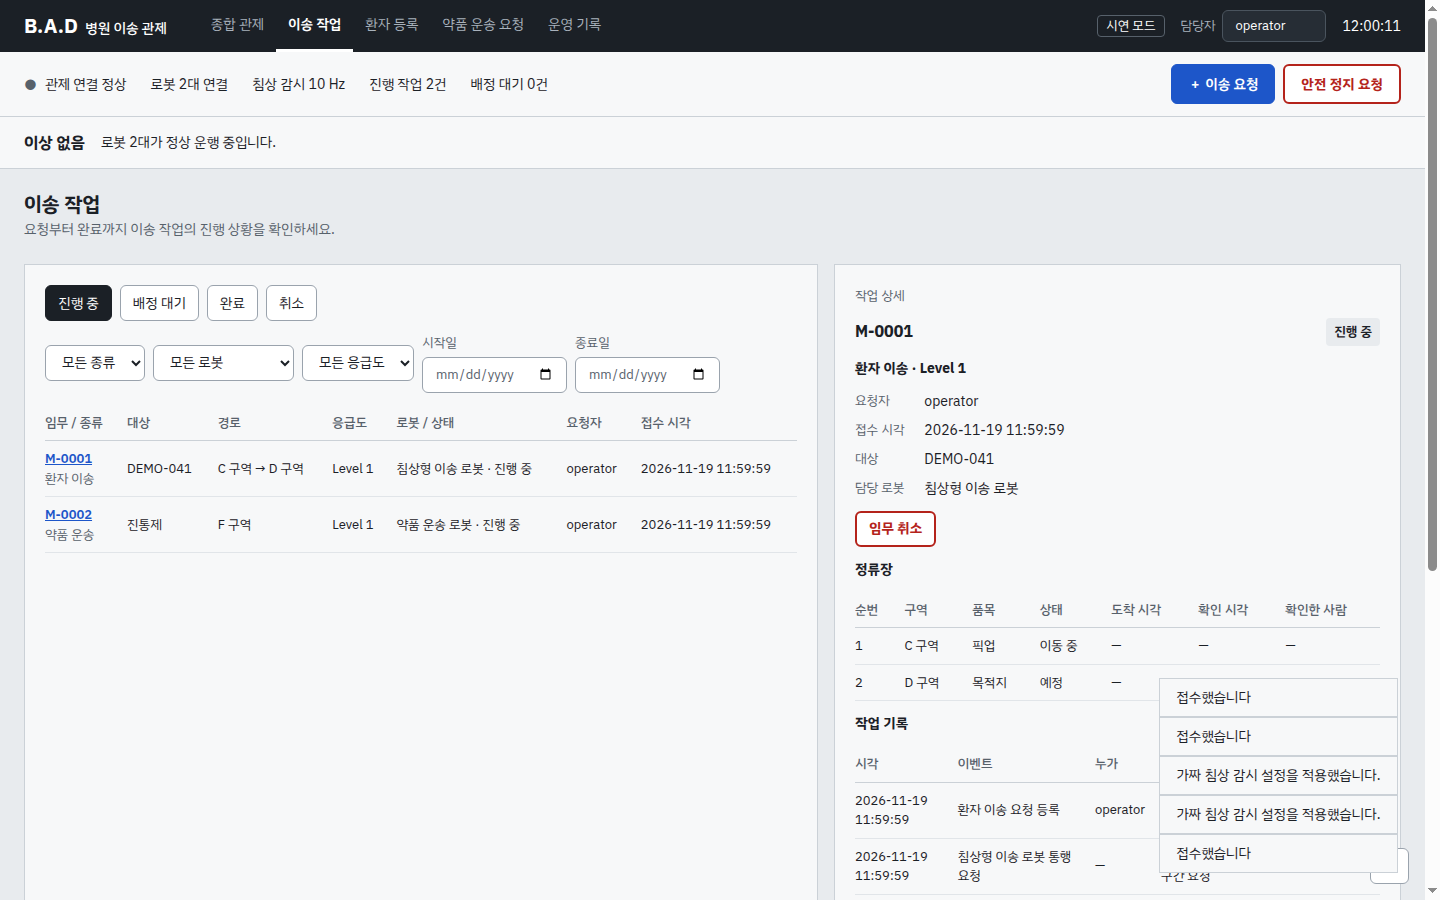 B.A.D 병원 이송 관제
종합 관제
이송 작업
환자 등록
약품 운송 요청
운영 기록
시연 모드
담당자
operator
12:00:11
관제 연결 정상
로봇 2대 연결
침상 감시 10 Hz
진행 작업 2건
배정 대기 0건
+ 이송 요청
안전 정지 요청
이상 없음 로봇 2대가 정상 운행 중입니다.
이송 작업
요청부터 완료까지 이송 작업의 진행 상황을 확인하세요.
진행 중
배정 대기
완료
취소
모든 종류
모든 로봇
모든 응급도
시작일
mm/dd/yyyy
종료일
mm/dd/yyyy
임무 / 종류 대상 경로 응급도 로봇 / 상태 요청자 접수 시각
M-0001
환자 이송
DEMO-041 C 구역 → D 구역 Level 1 침상형 이송 로봇 · 진행 중 operator 2026-11-19 11:59:59
M-0002
약품 운송
진통제 F 구역 Level 1 약품 운송 로봇 · 진행 중 operator 2026-11-19 11:59:59
작업 상세
M-0001
진행 중
환자 이송 · Level 1
요청자 operator
접수 시각 2026-11-19 11:59:59
대상 DEMO-041
담당 로봇 침상형 이송 로봇
임무 취소
정류장
순번 구역 품목 상태 도착 시각 확인 시각 확인한 사람
1 C 구역 픽업 이동 중 — — —
2 D 구역 목적지 예정 —
작업 기록
시각 이벤트 누가
2026-11-19
11:59:59
환자 이송 요청 등록 operator
2026-11-19
11:59:59
침상형 이송 로봇 통행
요청
—
구간 요청
접수했습니다
접수했습니다
가짜 침상 감시 설정을 적용했습니다.
가짜 침상 감시 설정을 적용했습니다.
접수했습니다